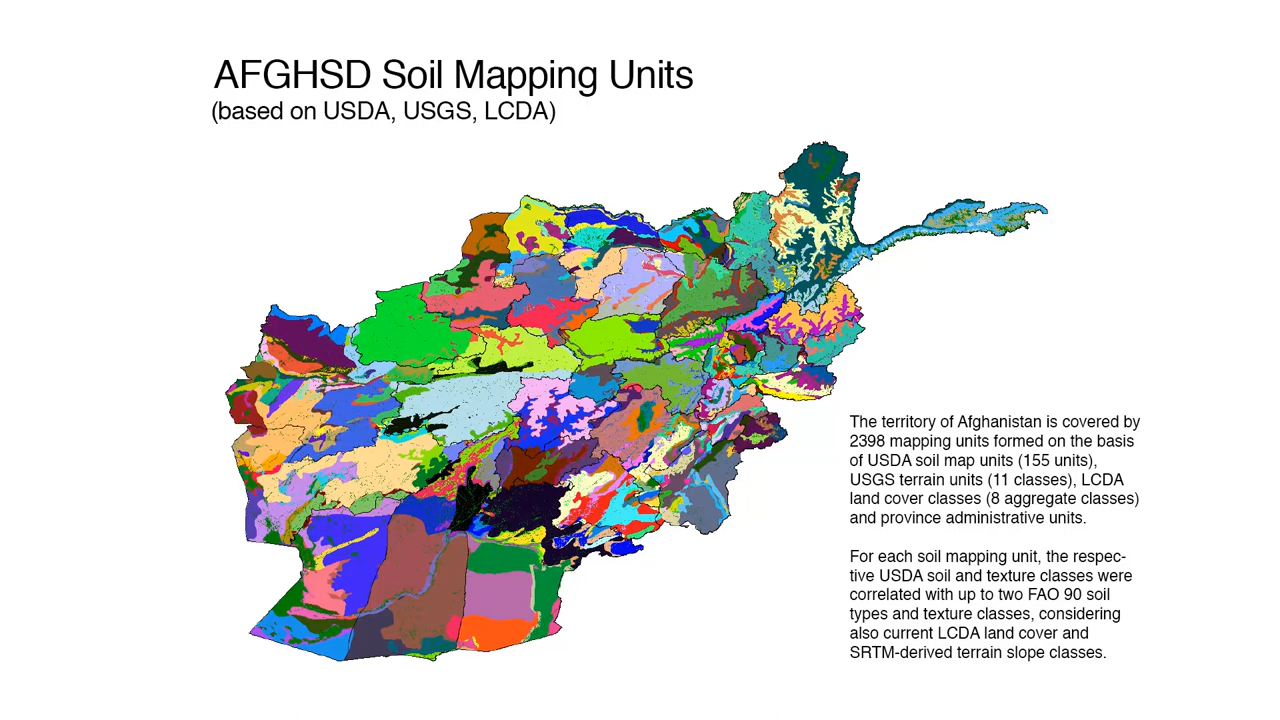 AFGHSD Soil Mapping Units
(based on USDA, USGS, LCDA)
The territory of Afghanistan is covered by
2398 mapping units formed on the basis
of USDA soil map units (155 units),
USGS terrain units (11 classes), LCDA
land cover classes (8 aggregate classes)
and province administrative units.
For each soil mapping unit, the respec-
tive USDA soil and texture classes were
correlated with up to two FAO 90 soil
types and texture classes, considering
also current LCDA land cover and
SRTM-derived terrain slope classes.